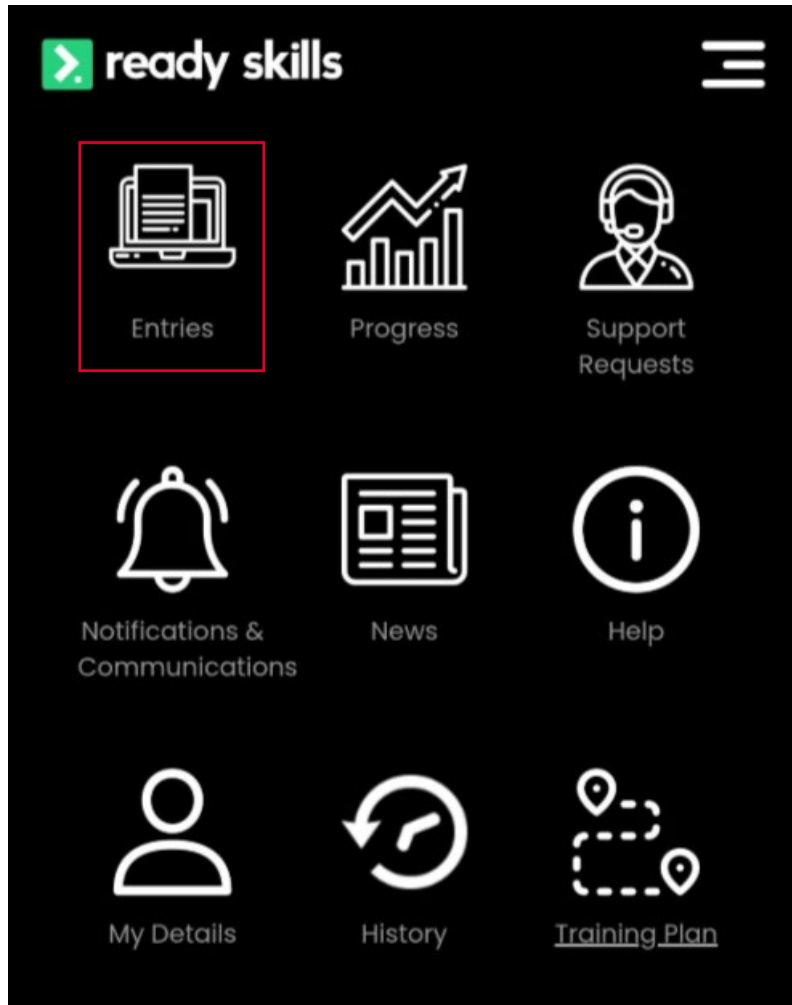 ready skills
Entries
Progress
Support
Requests
Notifications &
Communications
News
Help
My Details
History
Training Plan